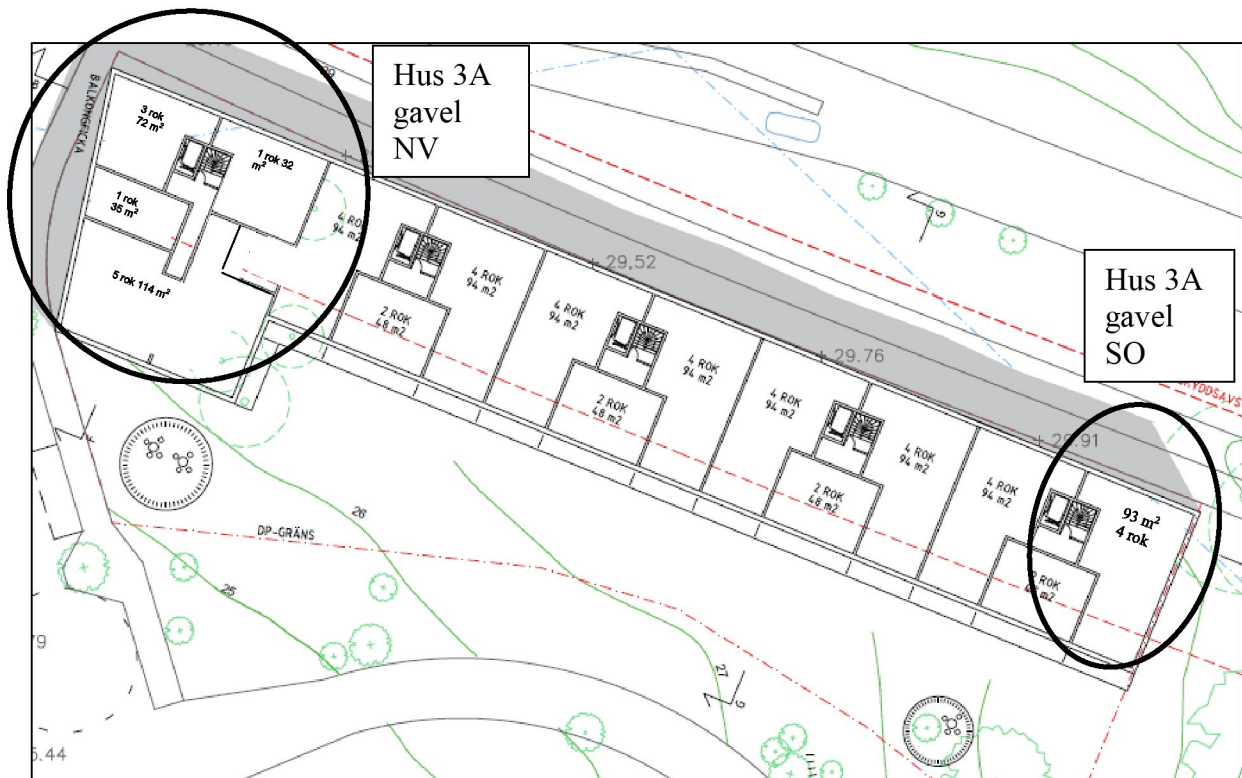 Hus 3A
gavel
NV
Hus 3A
gavel
SO
BALKONGFICKA
3 rok
72 m²
1 rok 32
m²
1 rok
35 m²
5 rok 114 m²
4 ROK
94 m2
2 ROK
48 m2
4 ROK
94 m2
29,52
4 ROK
94 m2
2 ROK
48 m2
4 ROK
94 m2
29.76
4 ROK
94 m2
2 ROK
48 m2
4 ROK
94 m2
4 ROK
94 m2
ROK
93 m²
4 rok
DP-GRÄNS
26
25
27
G
G
5.44